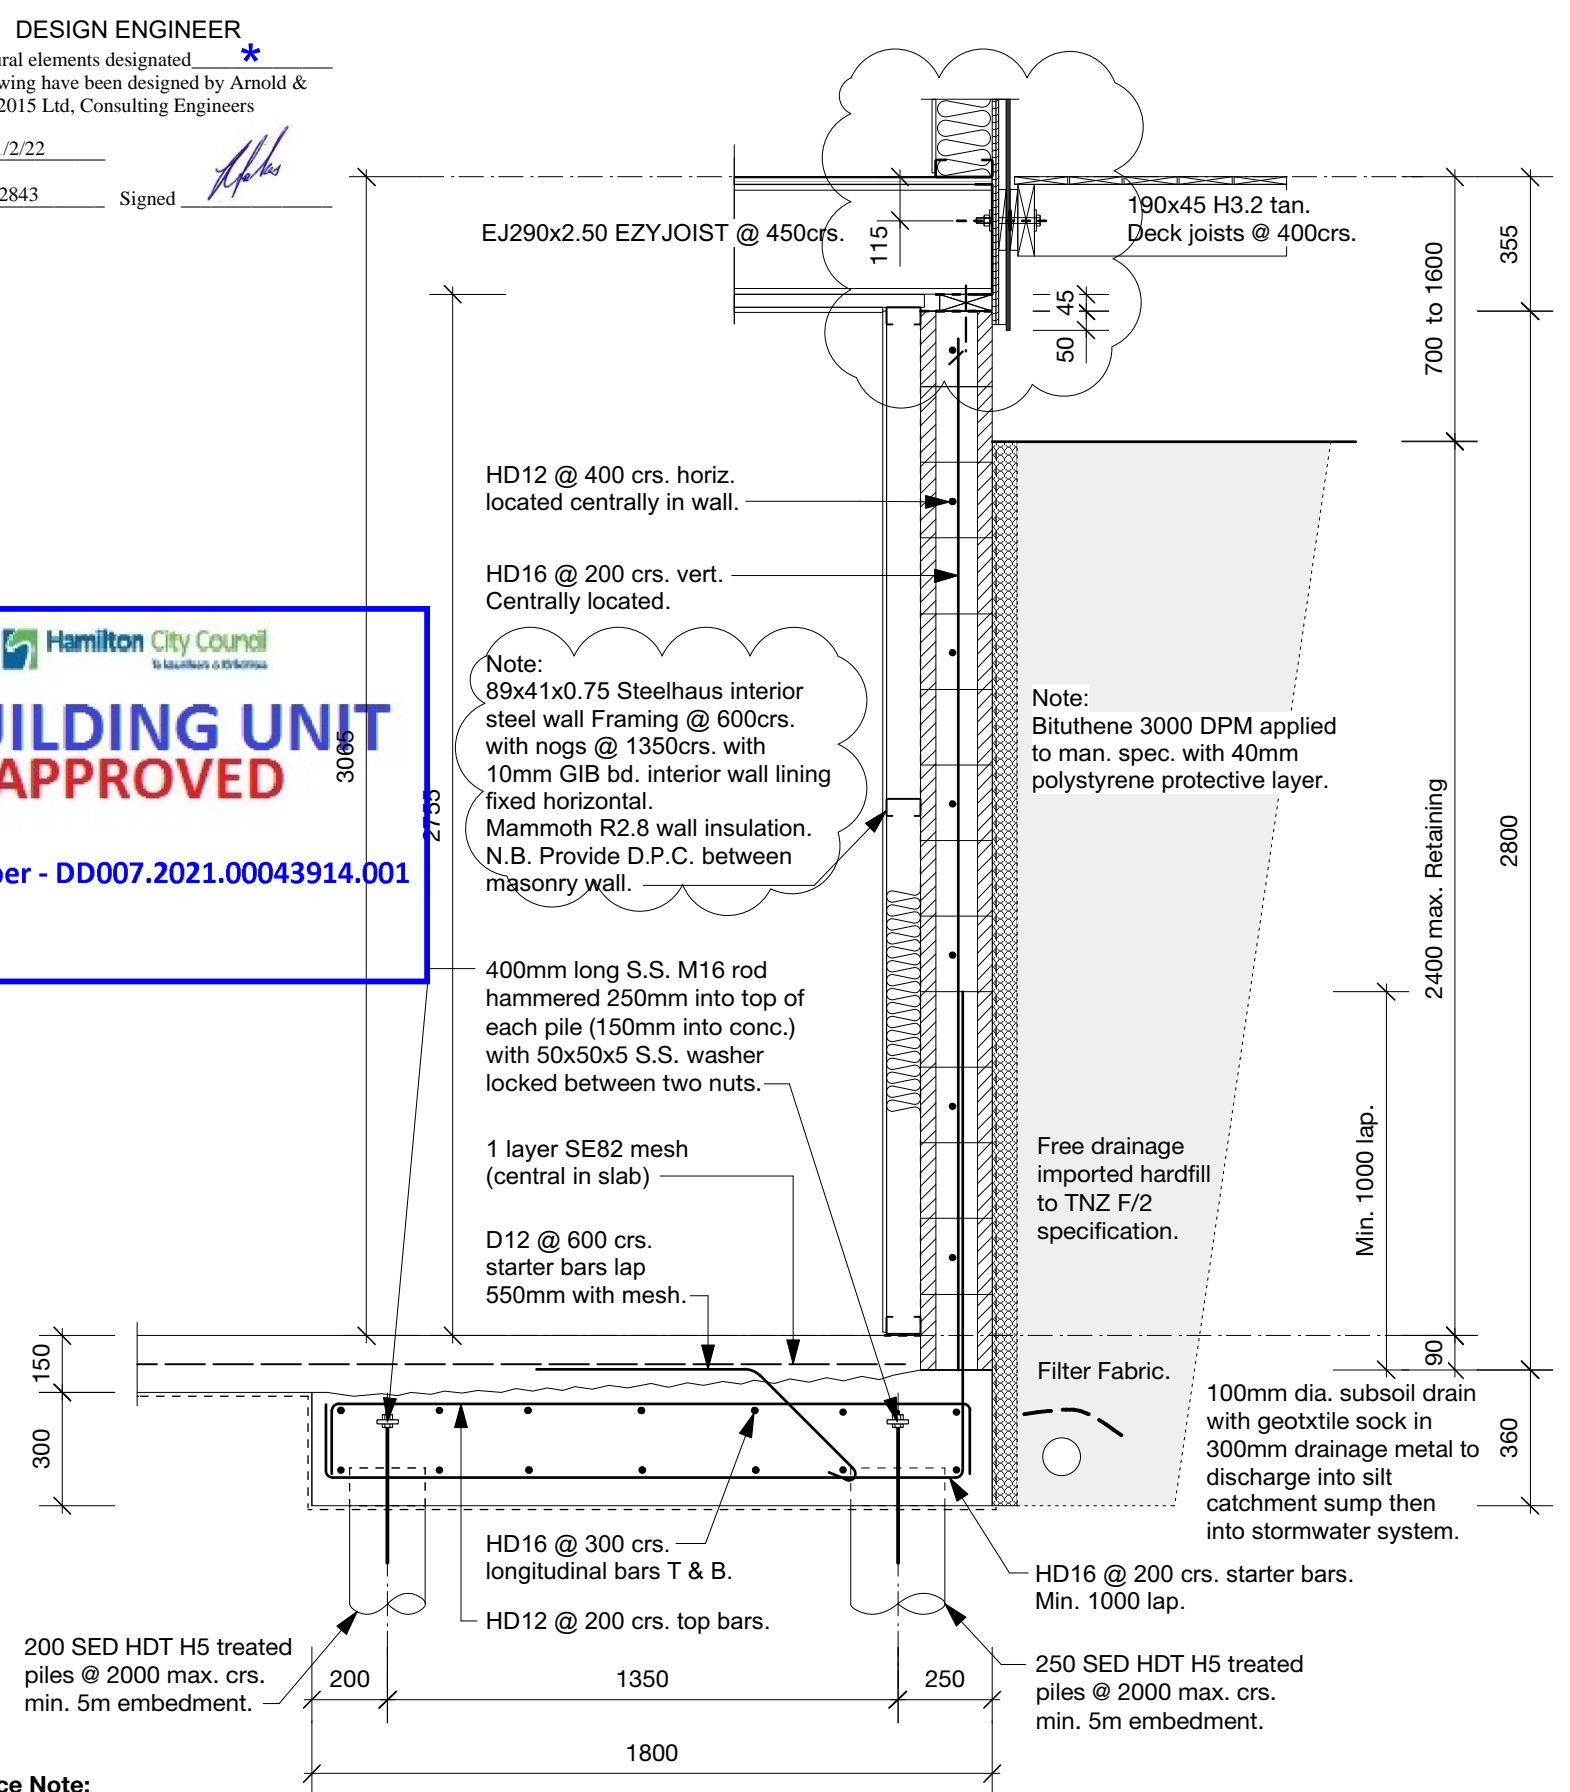 DESIGN ENGINEER
ural elements designated *
wing have been designed by Arnold &
2015 Ltd, Consulting Engineers
/2/22
2843 Signed
EJ290x2.50 EZYJOIST @ 450crs.
115
190x45 H3.2 tan.
Deck joists @ 400crs.
45
50
700 to 1600
355
HD12 @ 400 crs. horiz.
located centrally in wall.
HD16 @ 200 crs. vert.
Centrally located.
Hamilton City Council
UILDING UNIT
APPROVED
ber - DD007.2021.00043914.001
3065
2755
Note:
89x41x0.75 Steelhaus interior
steel wall Framing @ 600crs.
with nogs @ 1350crs. with
10mm GIB bd. interior wall lining
fixed horizontal.
Mammoth R2.8 wall insulation.
N.B. Provide D.P.C. between
masonry wall.
Note:
Bituthene 3000 DPM applied
to man. spec. with 40mm
polystyrene protective layer.
2400 max. Retaining
2800
400mm long S.S. M16 rod
hammered 250mm into top of
each pile (150mm into conc.)
with 50x50x5 S.S. washer
locked between two nuts.
1 layer SE82 mesh
(central in slab)
D12 @ 600 crs.
starter bars lap
550mm with mesh.
Free drainage
imported hardfill
to TNZ F/2
specification.
Min. 1000 lap.
150
300
90
360
Filter Fabric.
100mm dia. subsoil drain
with geotxtile sock in
300mm drainage metal to
discharge into silt
catchment sump then
into stormwater system.
HD16 @ 300 crs.
longitudinal bars T & B.
HD12 @ 200 crs. top bars.
HD16 @ 200 crs. starter bars.
Min. 1000 lap.
200 SED HDT H5 treated
piles @ 2000 max. crs.
min. 5m embedment.
250 SED HDT H5 treated
piles @ 2000 max. crs.
min. 5m embedment.
200
1350
250
1800
ce Note: